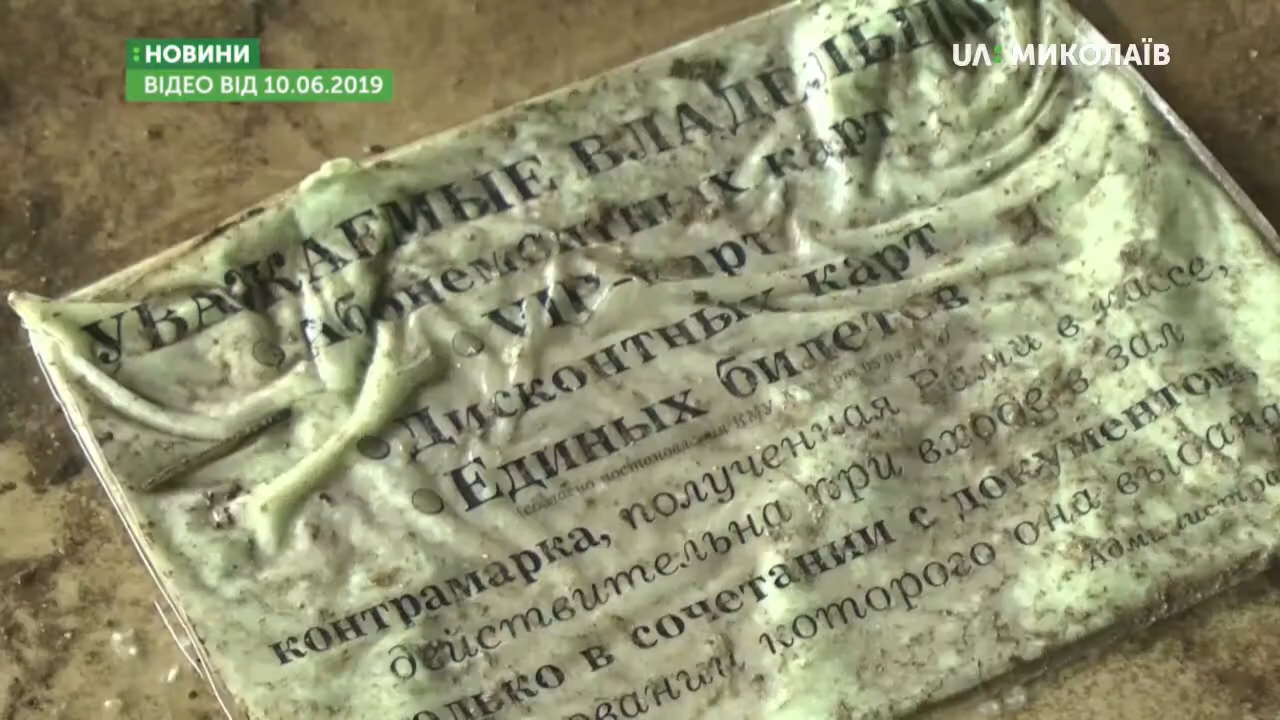 :НОВИНИ
ВІДЕО ВІД 10.06.2019
UA:МИКОЛАЇВ
УВАЖАЕМЫЕ ВЛАДЕЛЬЦЫ
Абонементных карт
VIP-карт
Дисконтных карт
Единых билетов
контрамарка, полученная Вами в кассе,
действительна при входе в зал
только в сочетании с документом,
которого она выдана